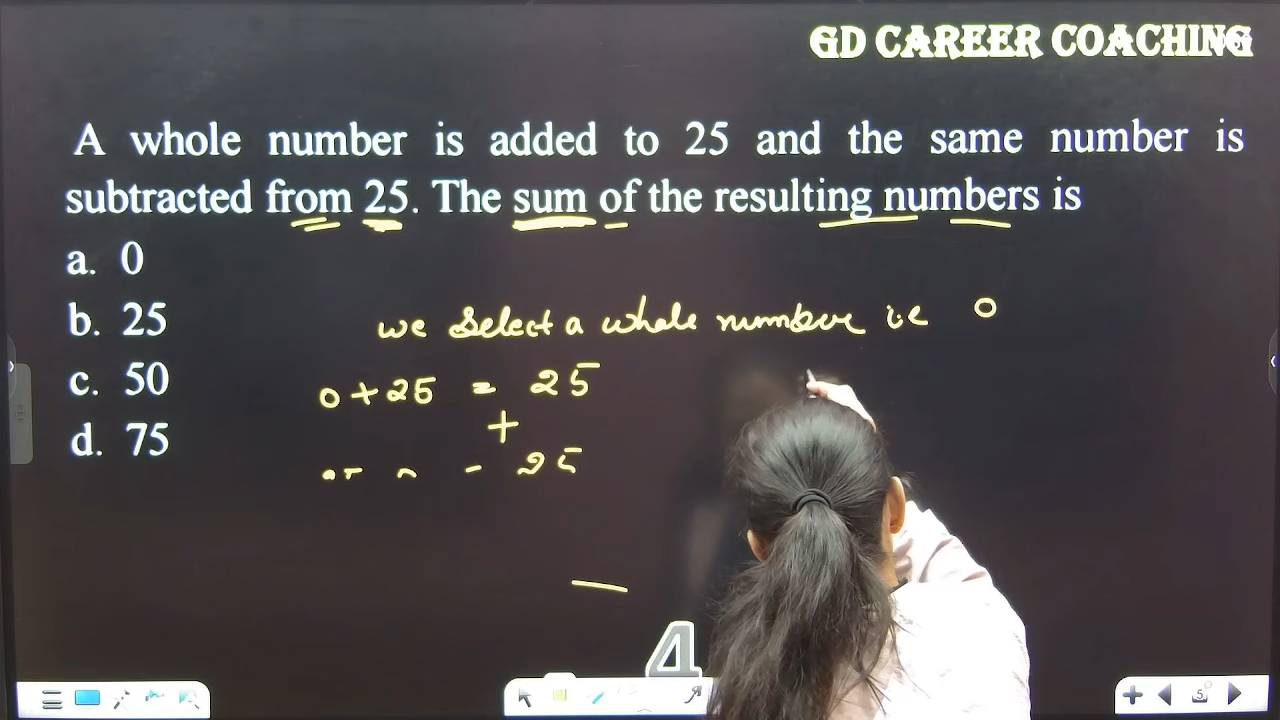 GD CAREER COACHING
A whole number is added to 25 and the same number is
subtracted from 25. The sum of the resulting numbers is
a. 0
b. 25
c. 50
d. 75
we Select a whole number i.e 0
0+25 = 25
+
25
4
5